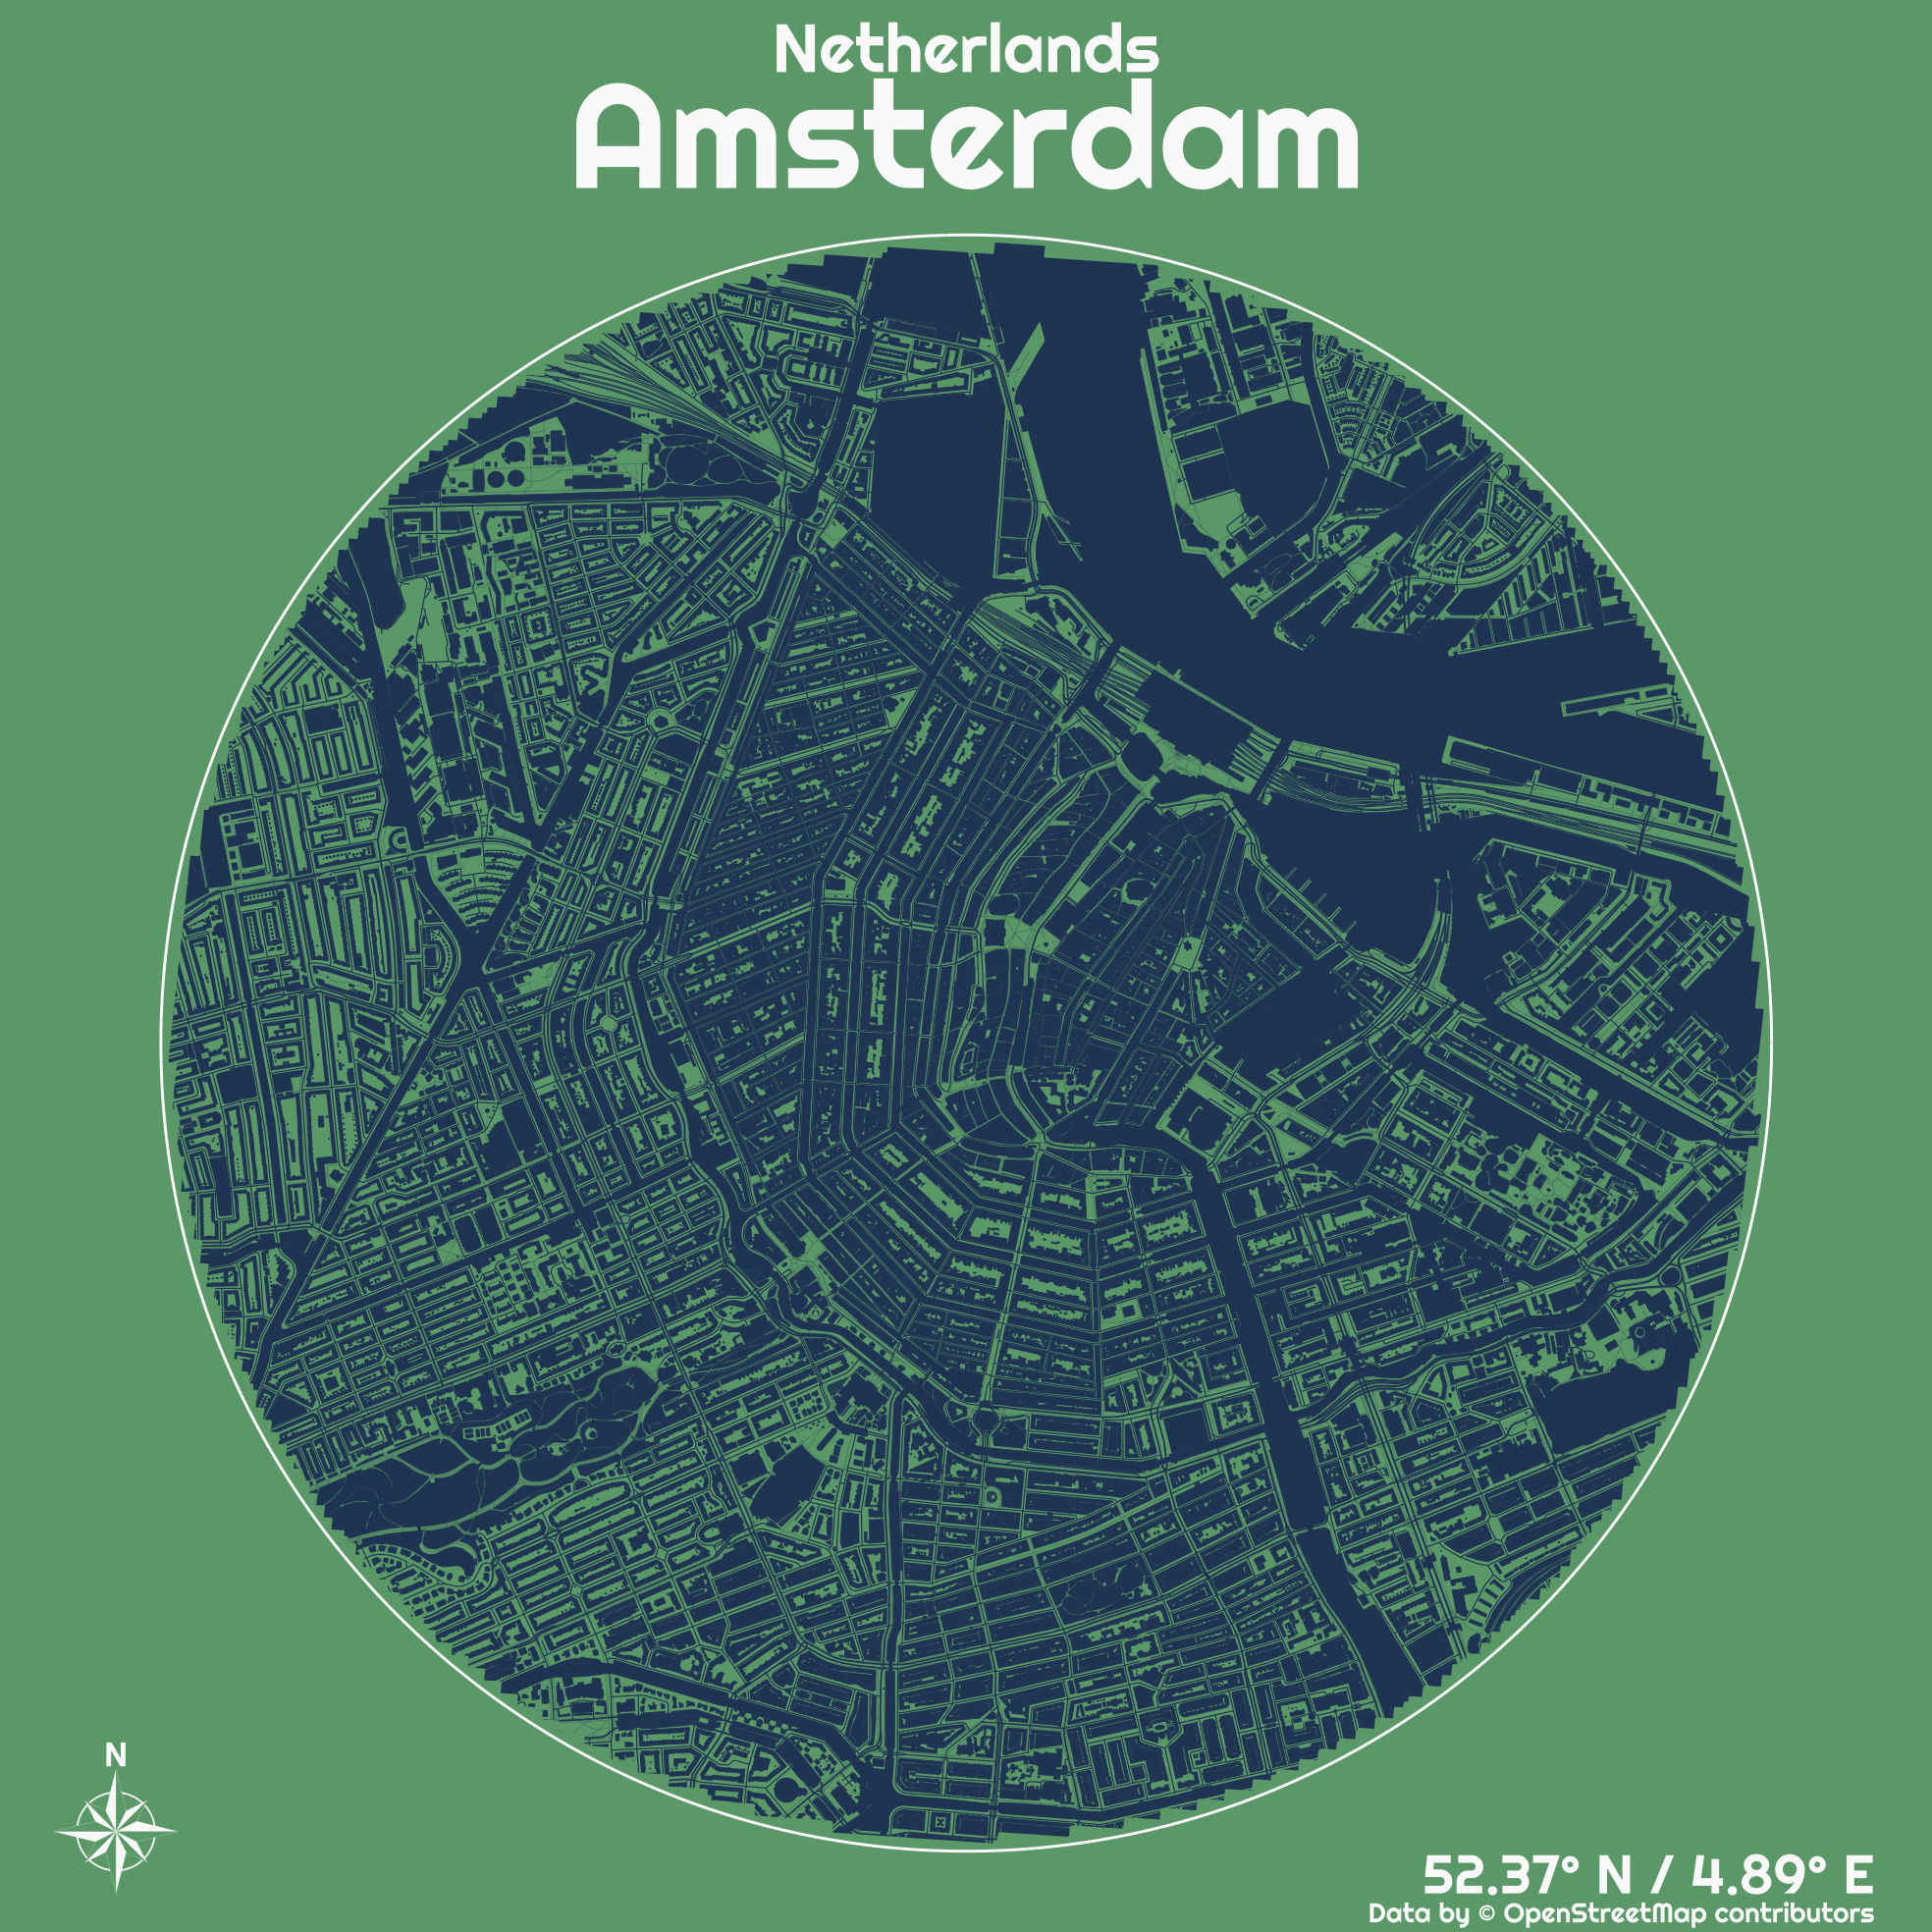 Netherlands
Amsterdam
N
52.37° N / 4.89° E
Data by © OpenStreetMap contributors